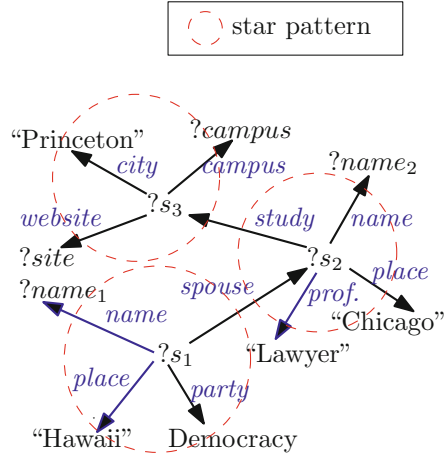 star pattern
?campus
“Princeton”
?name₂
city
campus
?s₃
website
study
name
?site
?s₂
place
?name₁
spouse
prof.
name
“Chicago”
?s₁
“Lawyer”
place
party
“Hawaii”
Democracy